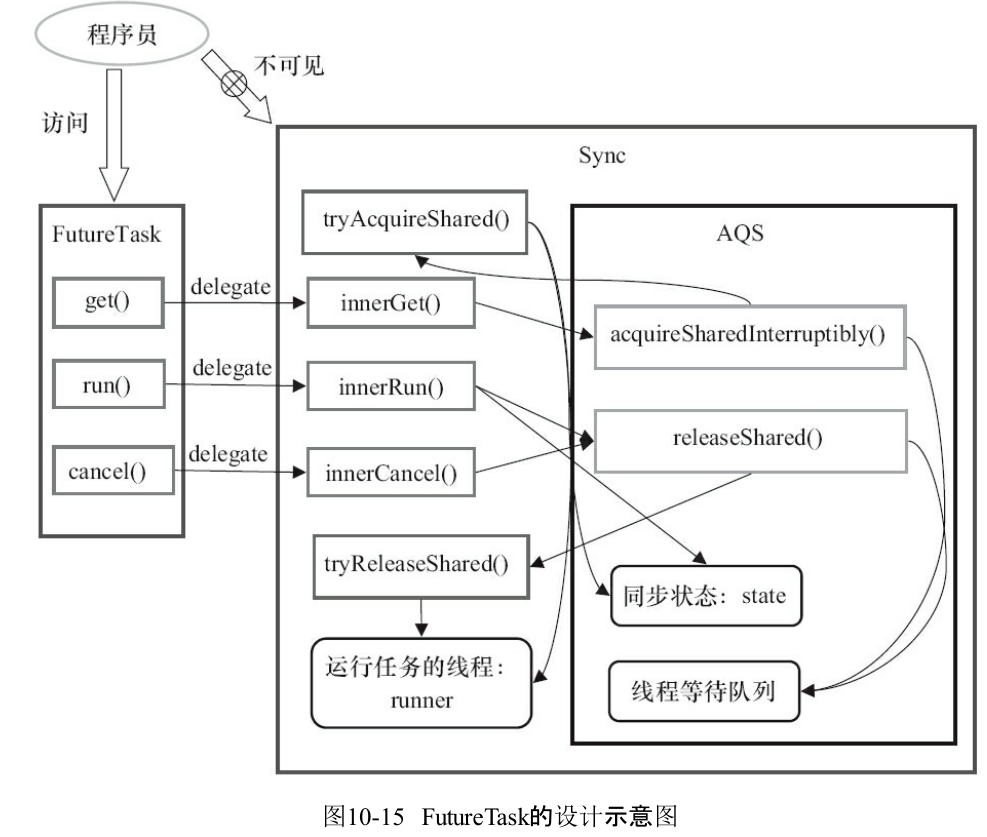 程序员
不可见
访问
Sync
tryAcquireShared()
AQS
FutureTask
get()
delegate
innerGet()
acquireSharedInterruptibly()
run()
delegate
innerRun()
releaseShared()
cancel()
delegate
innerCancel()
tryReleaseShared()
同步状态：state
运行任务的线程：
runner
线程等待队列
图10-15 FutureTask的设计示意图